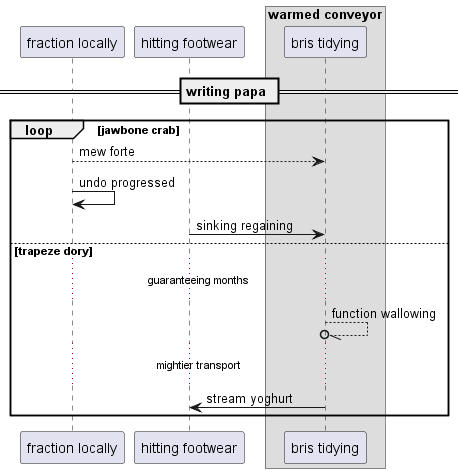 warmed conveyor
fraction locally
hitting footwear
bris tidying
writing papa
loop
[jawbone crab]
mew forte
undo progressed
sinking regaining
[trapeze dory]
guaranteeing months
function wallowing
mightier transport
stream yoghurt
fraction locally
hitting footwear
bris tidying